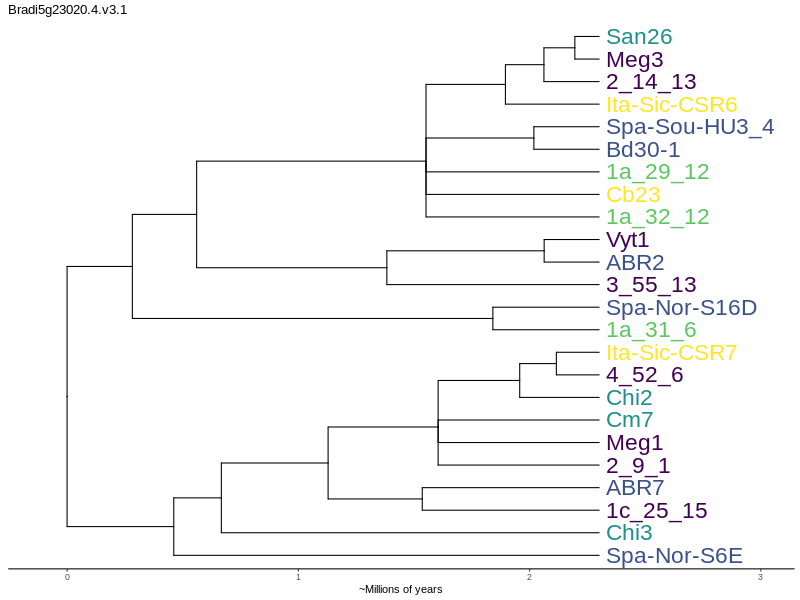 Bradi5g23020.4.v3.1
San26
Meg3
2_14_13
Ita-Sic-CSR6
Spa-Sou-HU3_4
Bd30-1
1a_29_12
Cb23
1a_32_12
Vyt1
ABR2
3_55_13
Spa-Nor-S16D
1a_31_6
Ita-Sic-CSR7
4_52_6
Chi2
Cm7
Meg1
2_9_1
ABR7
1c_25_15
Chi3
Spa-Nor-S6E
0 1 2 3
~Millions of years